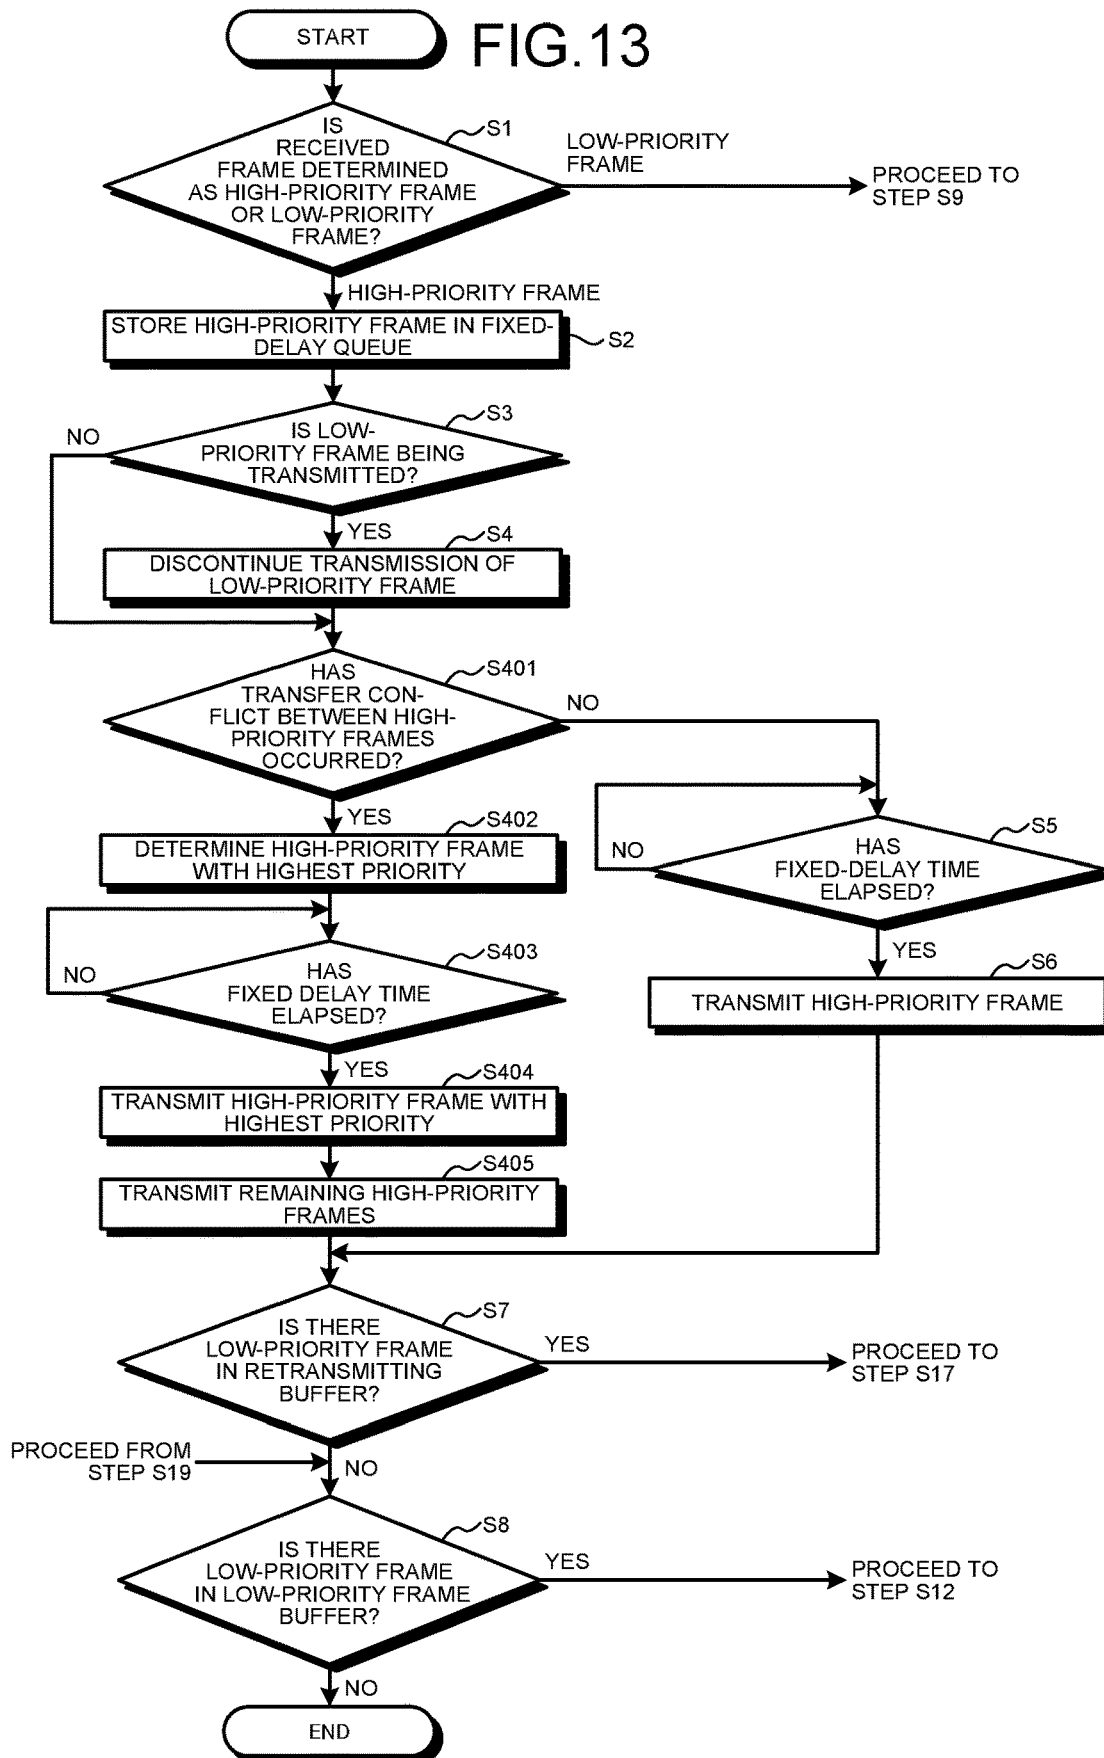 START
FIG.13
IS
RECEIVED
FRAME DETERMINED
AS HIGH-PRIORITY FRAME
OR LOW-PRIORITY
FRAME?
S1
LOW-PRIORITY
FRAME
PROCEED TO
STEP S9
HIGH-PRIORITY FRAME
STORE HIGH-PRIORITY FRAME IN FIXED-
DELAY QUEUE
S2
S3
NO
IS LOW-
PRIORITY FRAME BEING
TRANSMITTED?
YES
S4
DISCONTINUE TRANSMISSION OF
LOW-PRIORITY FRAME
S401
HAS
TRANSFER CON-
FLICT BETWEEN HIGH-
PRIORITY FRAMES
OCCURRED?
NO
YES
S402
DETERMINE HIGH-PRIORITY FRAME
WITH HIGHEST PRIORITY
S5
NO
HAS
FIXED-DELAY TIME
ELAPSED?
YES
S6
TRANSMIT HIGH-PRIORITY FRAME
S403
NO
HAS
FIXED DELAY TIME
ELAPSED?
YES
S404
TRANSMIT HIGH-PRIORITY FRAME WITH
HIGHEST PRIORITY
S405
TRANSMIT REMAINING HIGH-PRIORITY
FRAMES
S7
IS THERE
LOW-PRIORITY FRAME
IN RETRANSMITTING
BUFFER?
YES
PROCEED TO
STEP S17
PROCEED FROM
STEP S19
NO
S8
IS THERE
LOW-PRIORITY FRAME
IN LOW-PRIORITY FRAME
BUFFER?
YES
PROCEED TO
STEP S12
NO
END